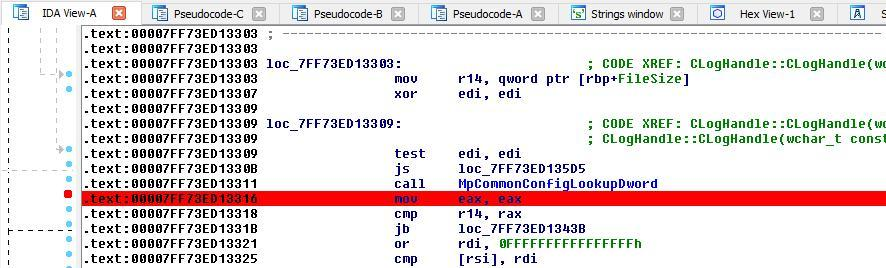 IDA View-A Pseudocode-C Pseudocode-B Pseudocode-A 's' Strings window Hex View-1 A S
.text:00007FF73ED13303 ; ----------------------------------------------------------------------
.text:00007FF73ED13303
.text:00007FF73ED13303 loc_7FF73ED13303: ; CODE XREF: CLogHandle::CLogHandle(wc
.text:00007FF73ED13303 mov r14, qword ptr [rbp+FileSize]
.text:00007FF73ED13307 xor edi, edi
.text:00007FF73ED13309
.text:00007FF73ED13309 loc_7FF73ED13309: ; CODE XREF: CLogHandle::CLogHandle(wc
.text:00007FF73ED13309 ; CLogHandle::CLogHandle(wchar_t const
.text:00007FF73ED13309 test edi, edi
.text:00007FF73ED1330B js loc_7FF73ED135D5
.text:00007FF73ED13311 call MpCommonConfigLookupDword
.text:00007FF73ED13316 mov eax, eax
.text:00007FF73ED13318 cmp r14, rax
.text:00007FF73ED1331B jb loc_7FF73ED1343B
.text:00007FF73ED13321 or rdi, 0FFFFFFFFFFFFFFFFh
.text:00007FF73ED13325 cmp [rsi], rdi